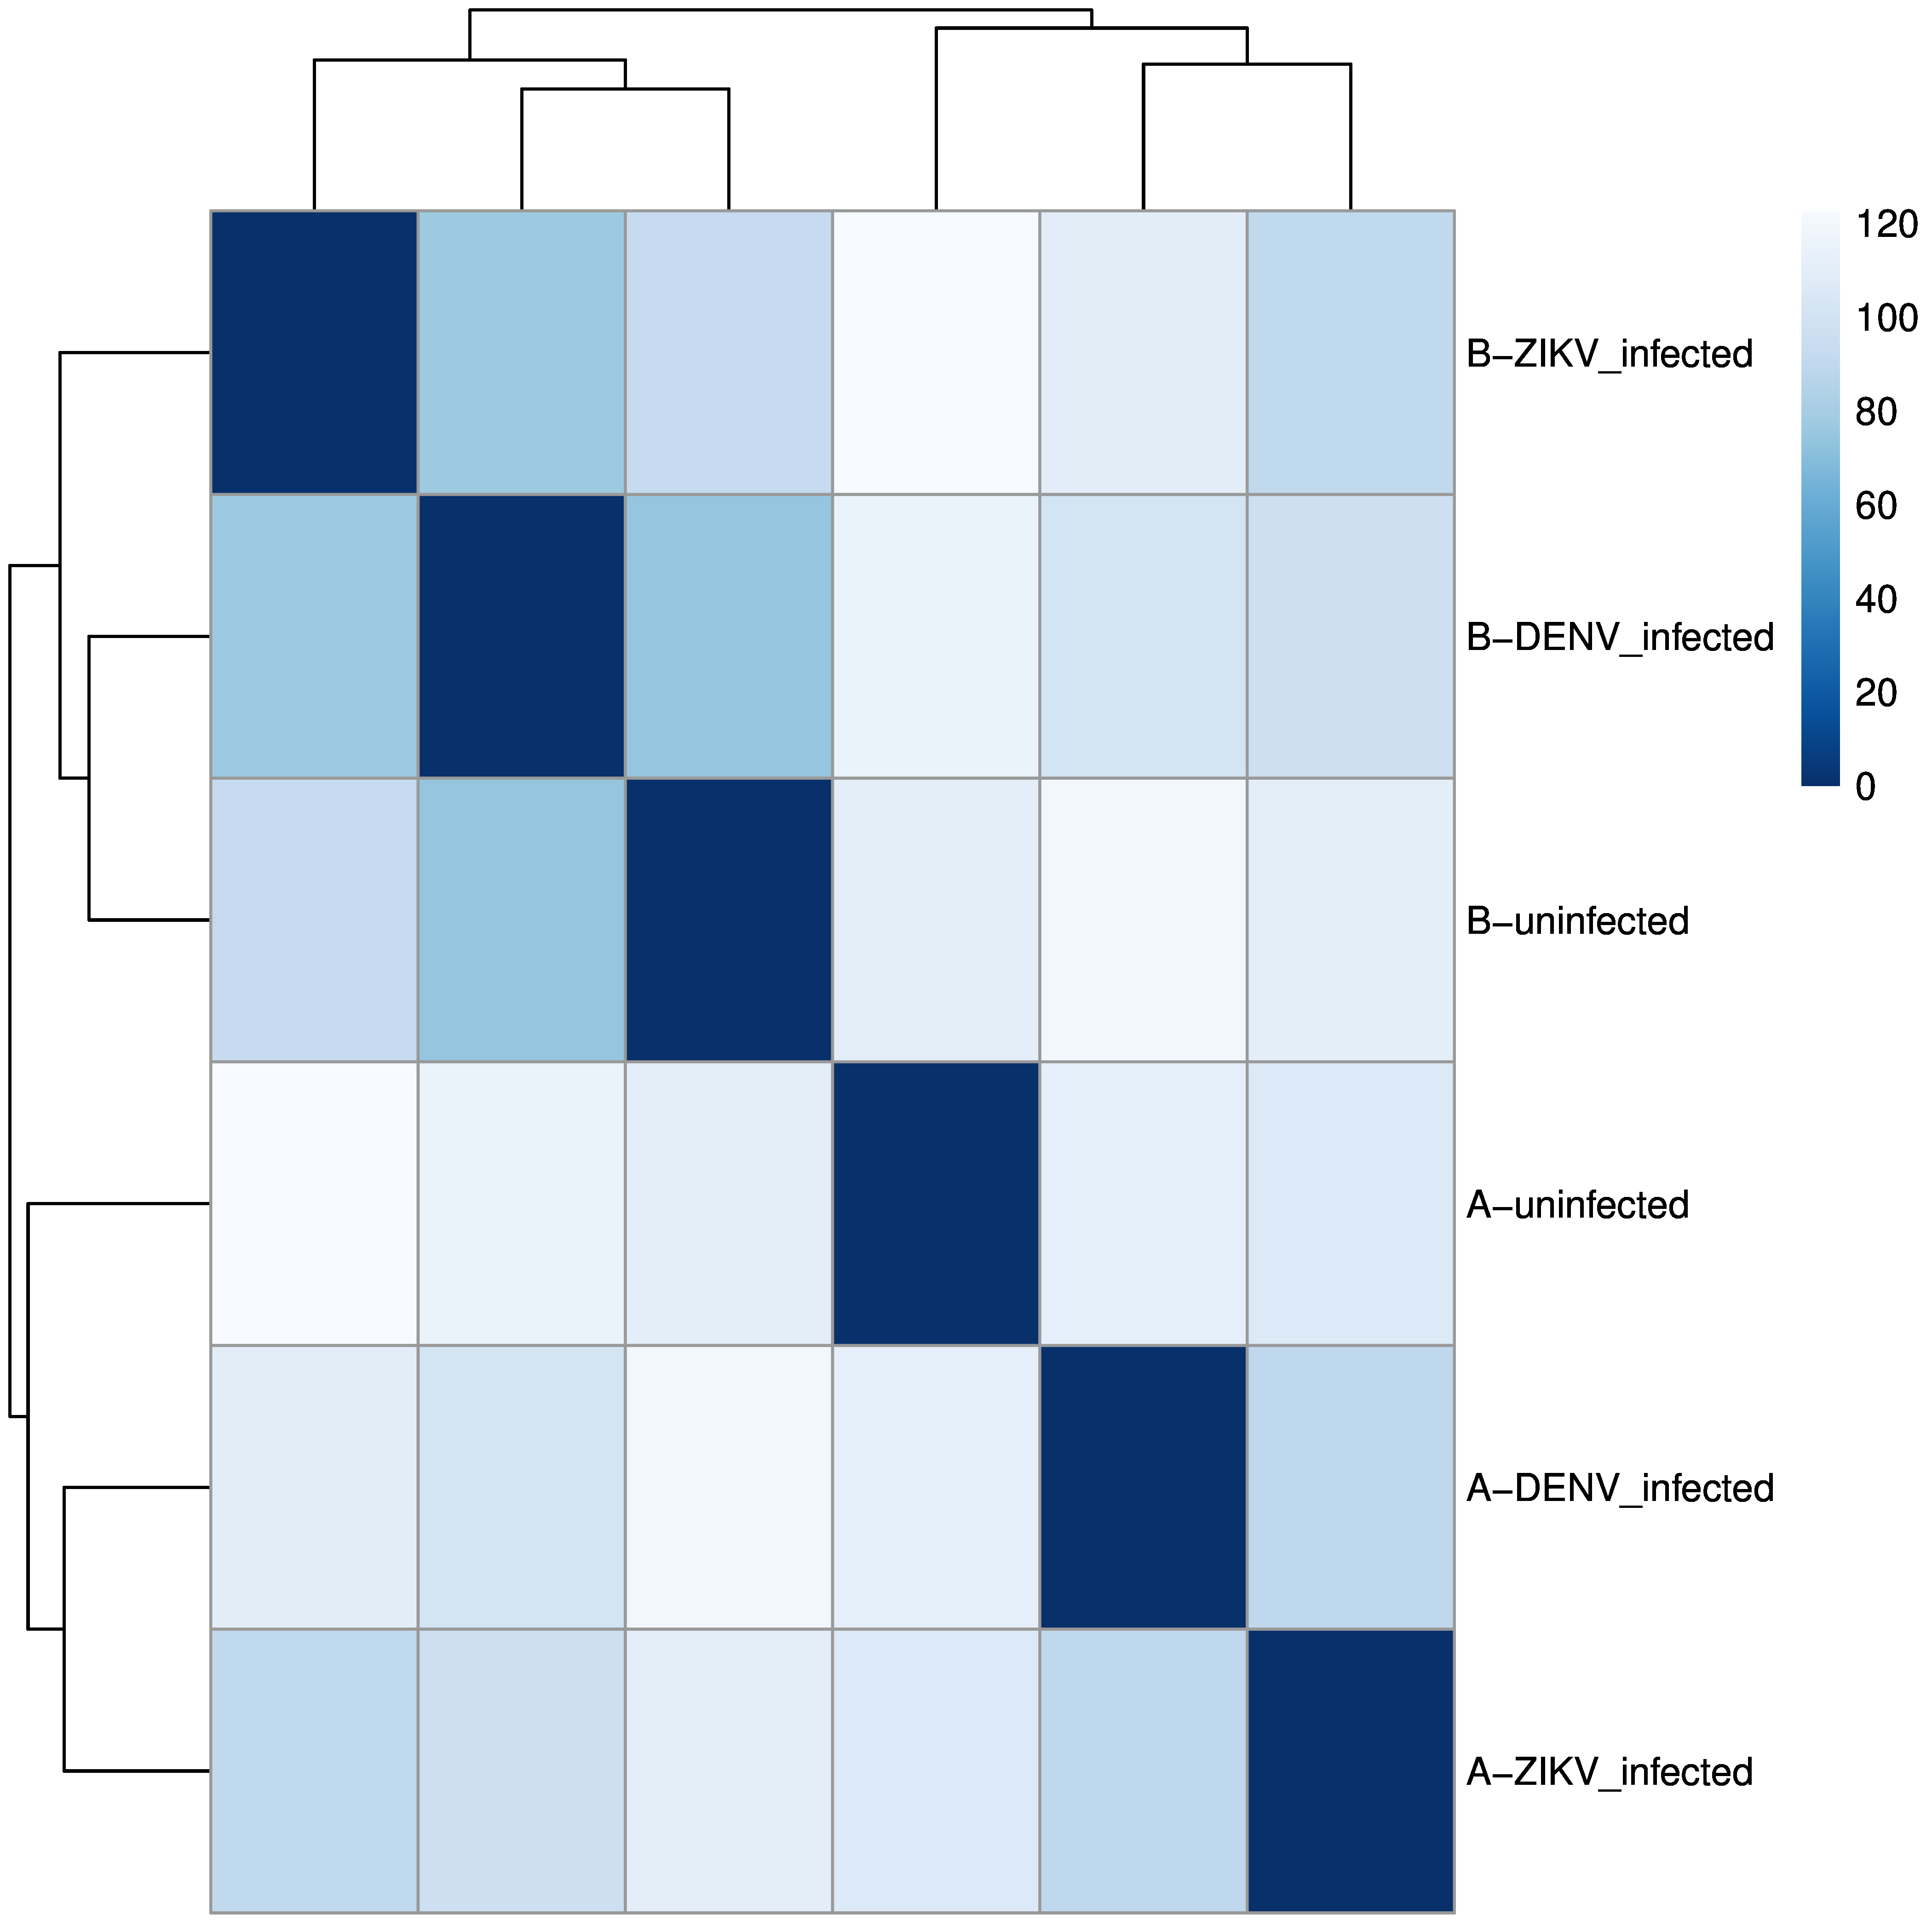 120
100
80
60
40
20
0
B−ZIKV_infected
B−DENV_infected
B−uninfected
A−uninfected
A−DENV_infected
A−ZIKV_infected